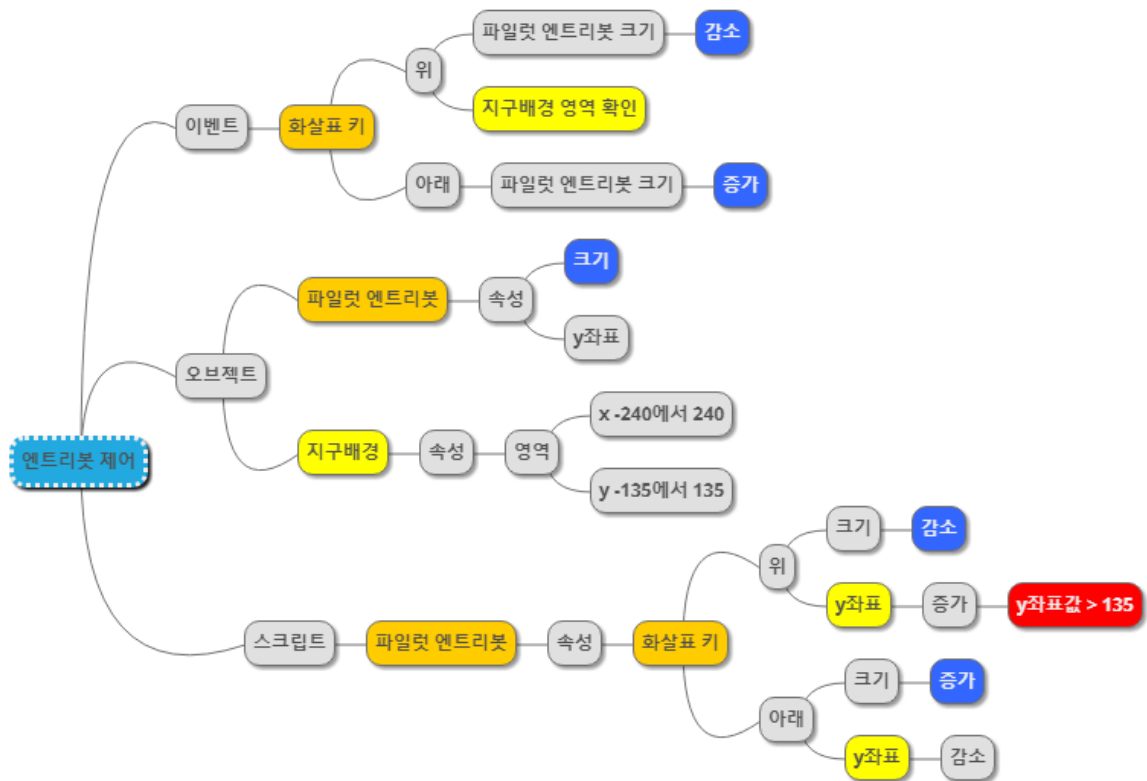 엔트리봇 제어
이벤트
화살표 키
위
파일럿 엔트리봇 크기
감소
지구배경 영역 확인
아래
파일럿 엔트리봇 크기
증가
오브젝트
파일럿 엔트리봇
속성
크기
y좌표
지구배경
속성
영역
x -240에서 240
y -135에서 135
스크립트
파일럿 엔트리봇
속성
화살표 키
위
크기
감소
y좌표
증가
y좌표값 > 135
아래
크기
증가
y좌표
감소